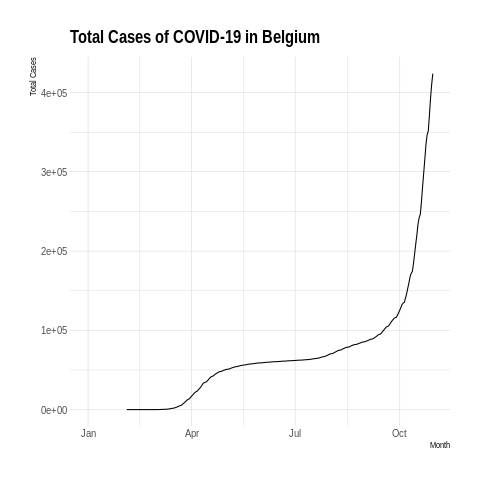 Total Cases of COVID-19 in Belgium
Total Cases
4e+05
3e+05
2e+05
1e+05
0e+00
Jan Apr Jul Oct
Month